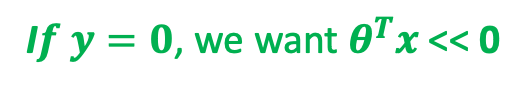 If y = 0, we want θᵀx << 0